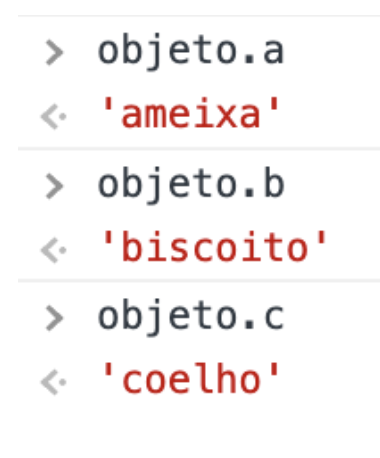 > objeto.a
<· 'ameixa'
> objeto.b
<· 'biscoito'
> objeto.c
<· 'coelho'